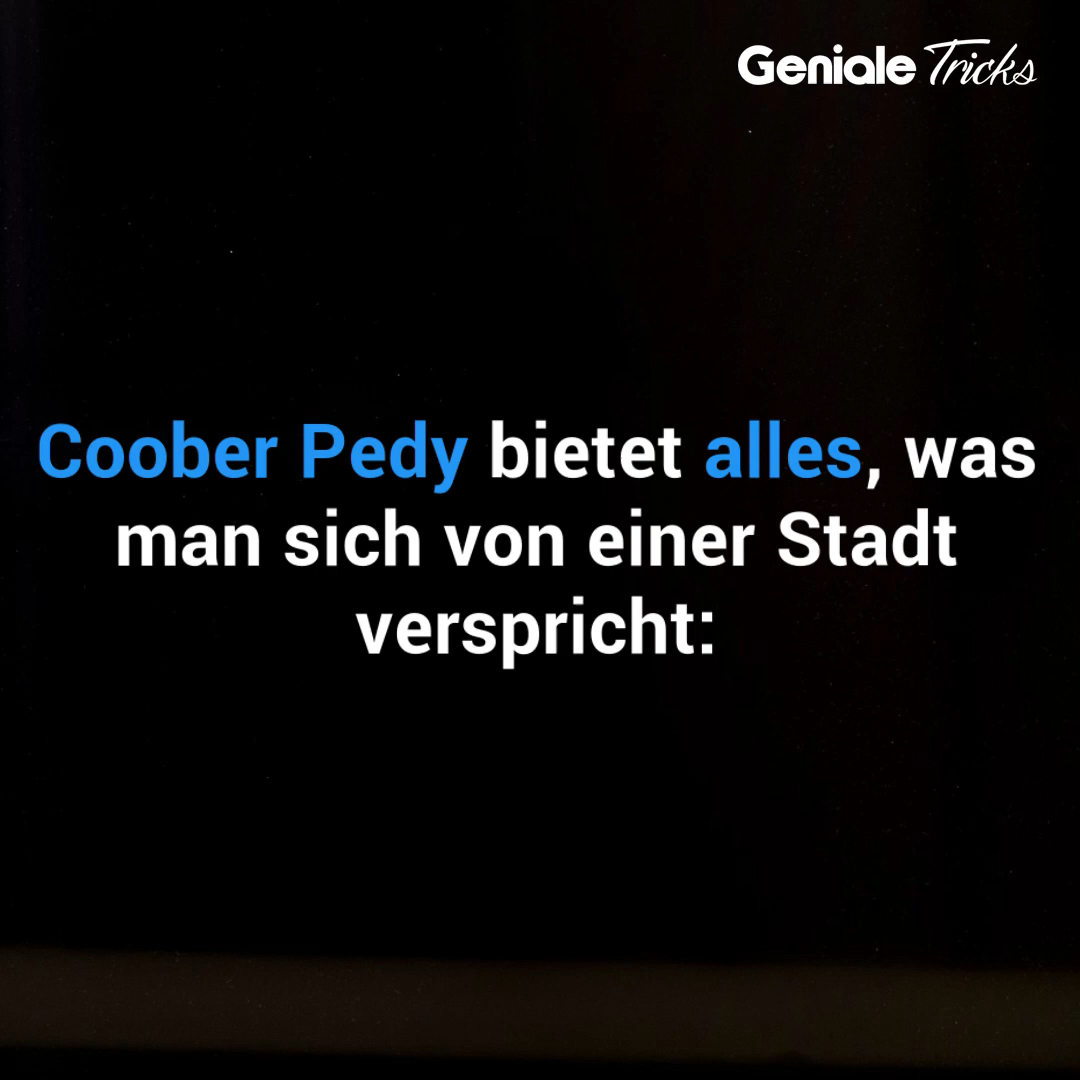 Geniale Tricks
Coober Pedy bietet alles, was
man sich von einer Stadt
verspricht: